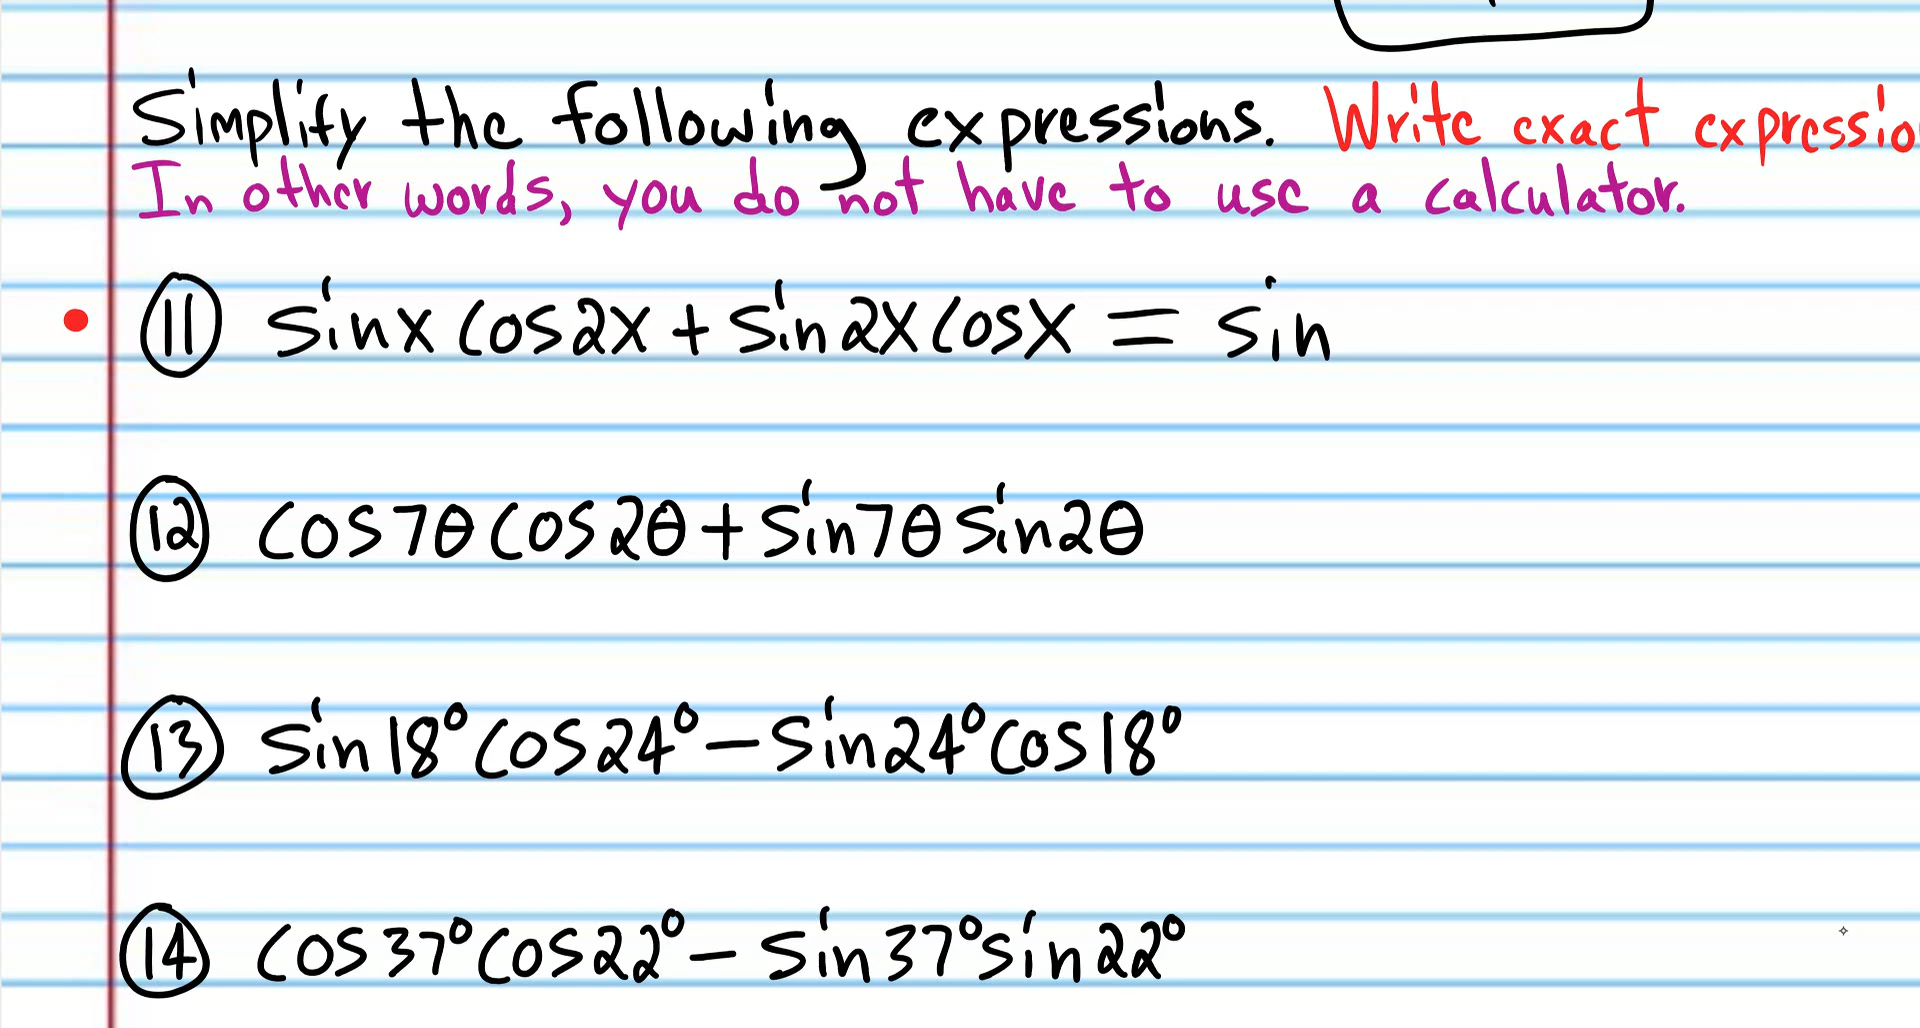 Simplify the following expressions. Write exact expressio
In other words, you do not have to use a calculator.
⑪ sinx cos2x + sin2x cosx = sin
⑫ cos7θ cos2θ + sin7θ sin2θ
⑬ sin18° cos24° − sin24° cos18°
⑭ cos37° cos22° − sin37° sin22°